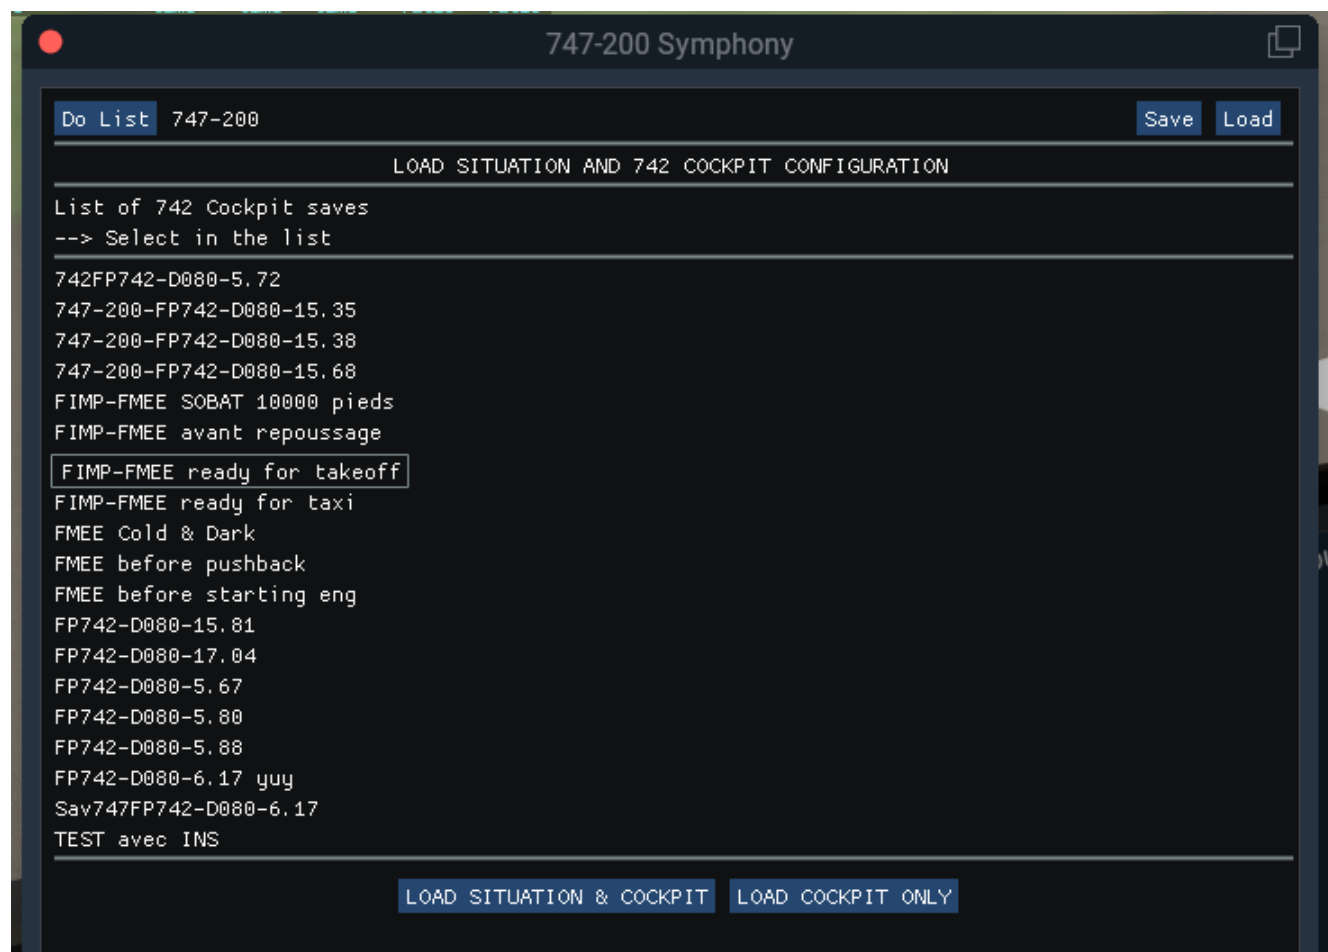 747-200 Symphony
Do List 747-200 Save Load
LOAD SITUATION AND 742 COCKPIT CONFIGURATION
List of 742 Cockpit saves
--> Select in the list
742FP742-D080-5.72
747-200-FP742-D080-15.35
747-200-FP742-D080-15.38
747-200-FP742-D080-15.68
FIMP-FMEE SOBAT 10000 pieds
FIMP-FMEE avant repoussage
FIMP-FMEE ready for takeoff
FIMP-FMEE ready for taxi
FMEE Cold & Dark
FMEE before pushback
FMEE before starting eng
FP742-D080-15.81
FP742-D080-17.04
FP742-D080-5.67
FP742-D080-5.80
FP742-D080-5.88
FP742-D080-6.17 yuy
Sav747FP742-D080-6.17
TEST avec INS
LOAD SITUATION & COCKPIT LOAD COCKPIT ONLY